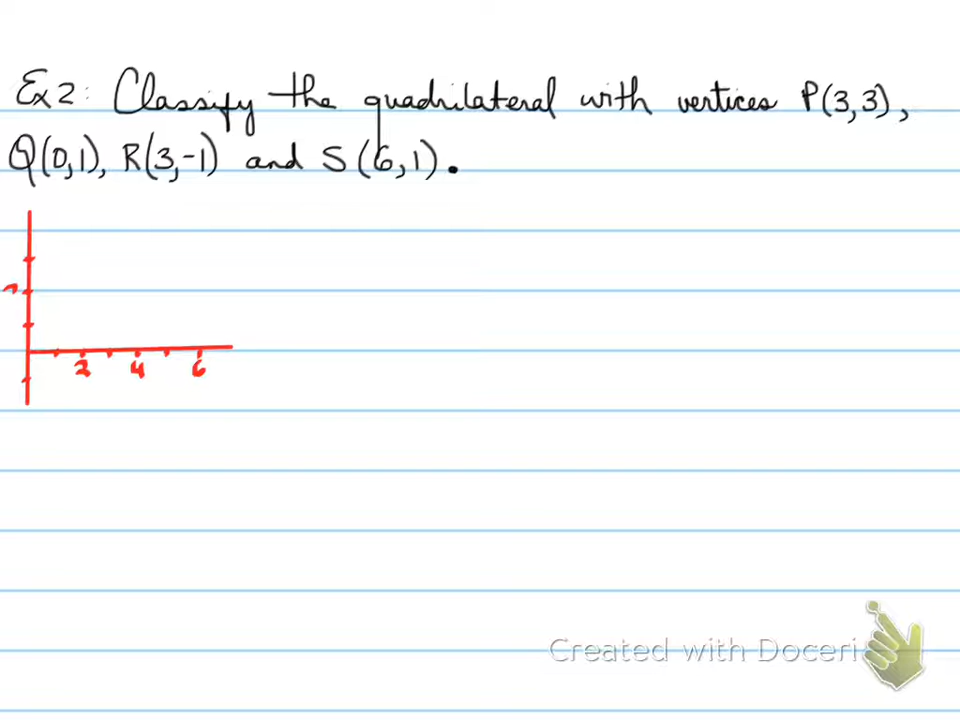 Ex 2: Classify the quadrilateral with vertices P(3,3),
Q(0,1), R(3,-1) and S(6,1).
2 4 6
Created with Doceri